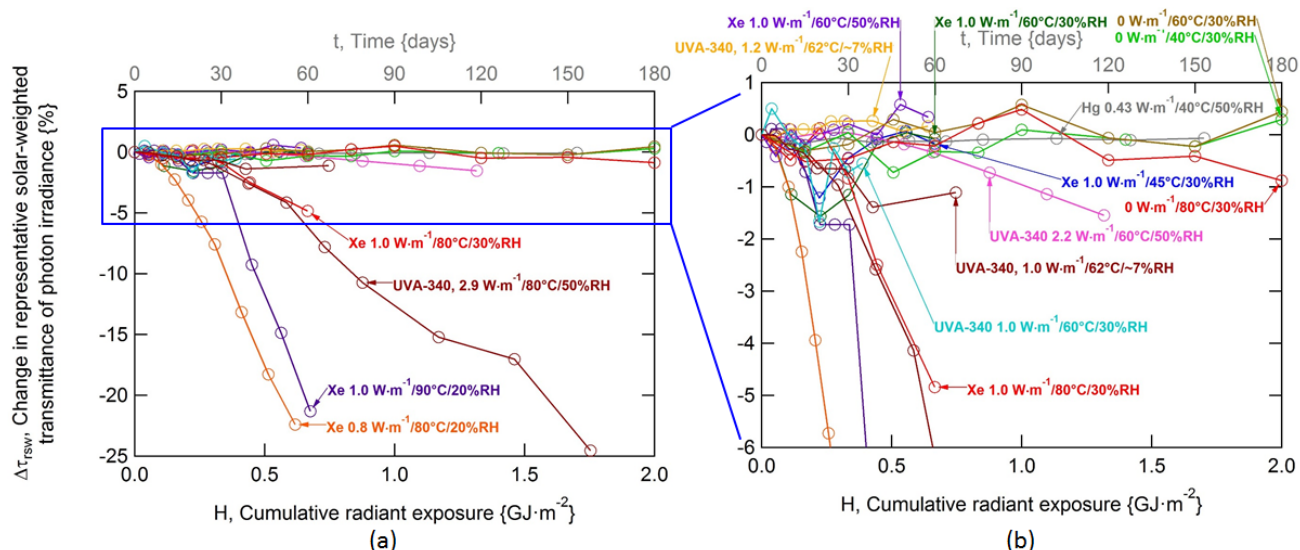 t, Time {days}
0 30 60 90 120 150 180
5
0
-5
-10
-15
-20
-25
Δτrsw, Change in representative solar-weighted
transmittance of photon irradiance {%}
Xe 1.0 W·m⁻¹/80°C/30%RH
UVA-340, 2.9 W·m⁻¹/80°C/50%RH
Xe 1.0 W·m⁻¹/90°C/20%RH
Xe 0.8 W·m⁻¹/80°C/20%RH
0.0 0.5 1.0 1.5 2.0
H, Cumulative radiant exposure {GJ·m⁻²}
(a)
Xe 1.0 W·m⁻¹/60°C/50%RH
Xe 1.0 W·m⁻¹/60°C/30%RH
0 W·m⁻¹/60°C/30%RH
UVA-340, 1.2 W·m⁻¹/62°C/~7%RH
t, Time {days}
0 W·m⁻¹/40°C/30%RH
0 30 60 90 120 150 180
1
0
-1
-2
-3
-4
-5
-6
Hg 0.43 W·m⁻¹/40°C/50%RH
Xe 1.0 W·m⁻¹/45°C/30%RH
0 W·m⁻¹/80°C/30%RH
UVA-340 2.2 W·m⁻¹/60°C/50%RH
UVA-340, 1.0 W·m⁻¹/62°C/~7%RH
UVA-340 1.0 W·m⁻¹/60°C/30%RH
Xe 1.0 W·m⁻¹/80°C/30%RH
0.0 0.5 1.0 1.5 2.0
H, Cumulative radiant exposure {GJ·m⁻²}
(b)